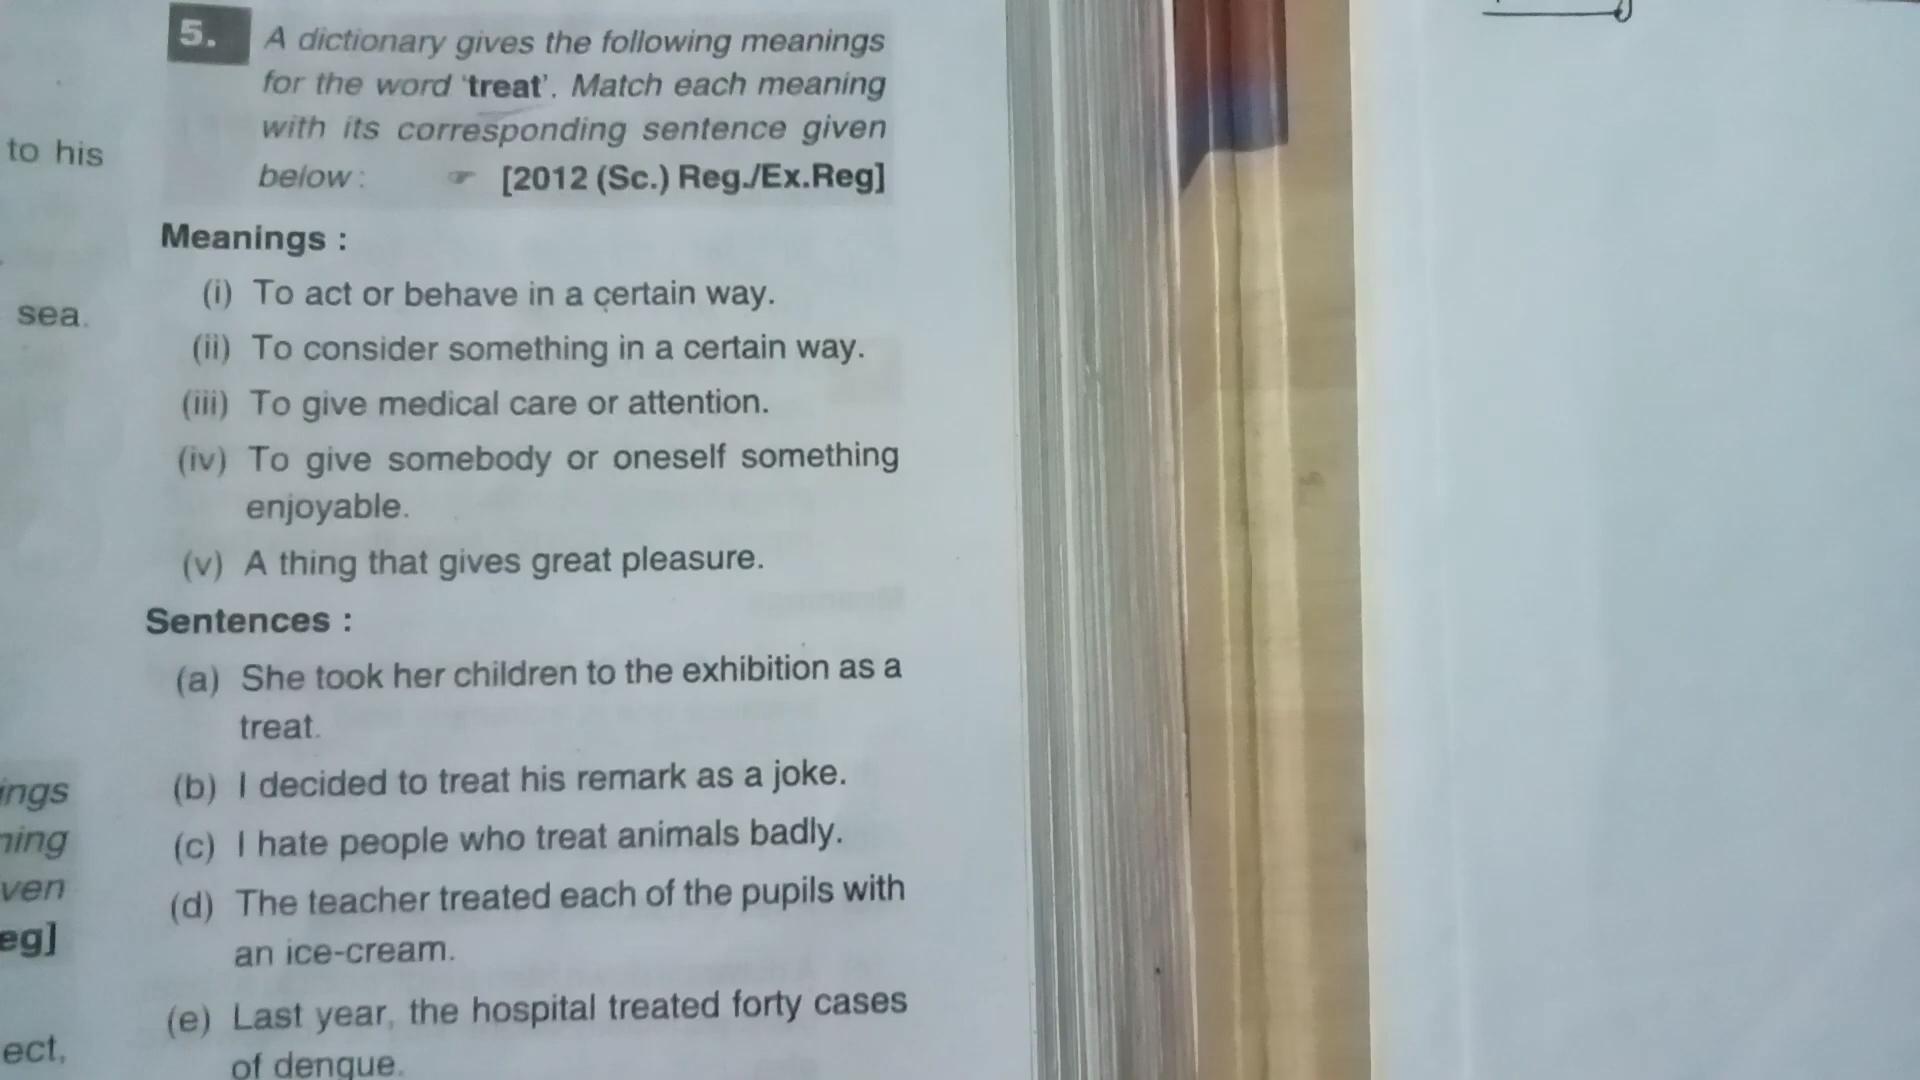 5. A dictionary gives the following meanings
for the word 'treat'. Match each meaning
with its corresponding sentence given
below : ☞ [2012 (Sc.) Reg./Ex.Reg]
Meanings :
(i) To act or behave in a certain way.
(ii) To consider something in a certain way.
(iii) To give medical care or attention.
(iv) To give somebody or oneself something
enjoyable.
(v) A thing that gives great pleasure.
Sentences :
(a) She took her children to the exhibition as a
treat.
(b) I decided to treat his remark as a joke.
(c) I hate people who treat animals badly.
(d) The teacher treated each of the pupils with
an ice-cream.
(e) Last year, the hospital treated forty cases
of dengue.
to his
sea.
ings
ning
ven
eg]
ect,